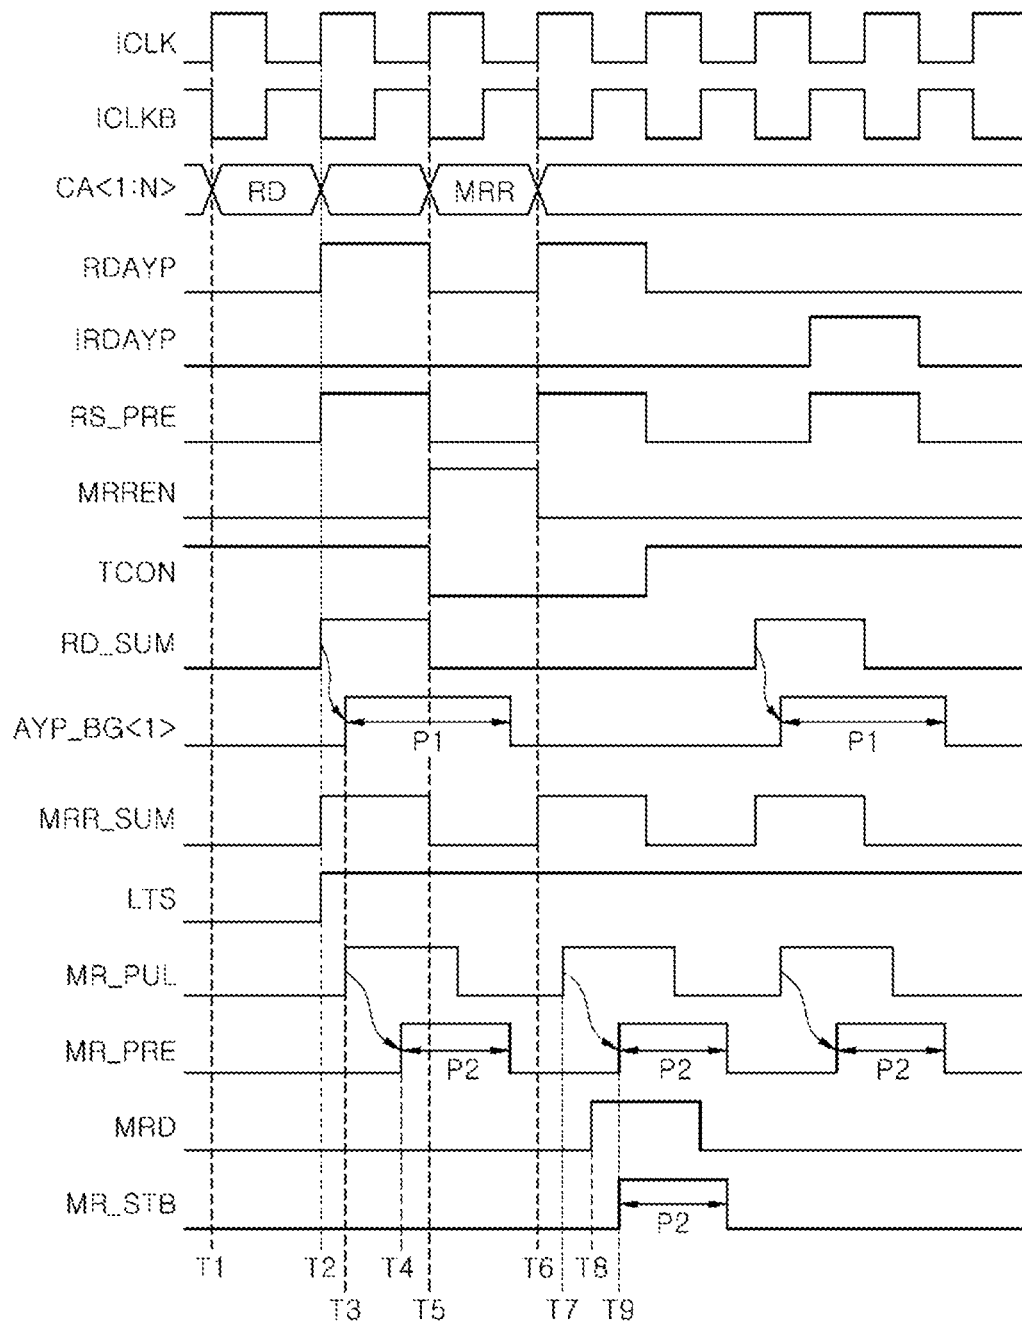 ICLK
ICLKB
CA<1:N>
RD
MRR
RDAYP
IRDAYP
RS_PRE
MRREN
TCON
RD_SUM
AYP_BG<1>
P1
P1
MRR_SUM
LTS
MR_PUL
MR_PRE
P2
P2
P2
MRD
MR_STB
P2
T1
T2
T4
T6
T8
T3
T5
T7
T9